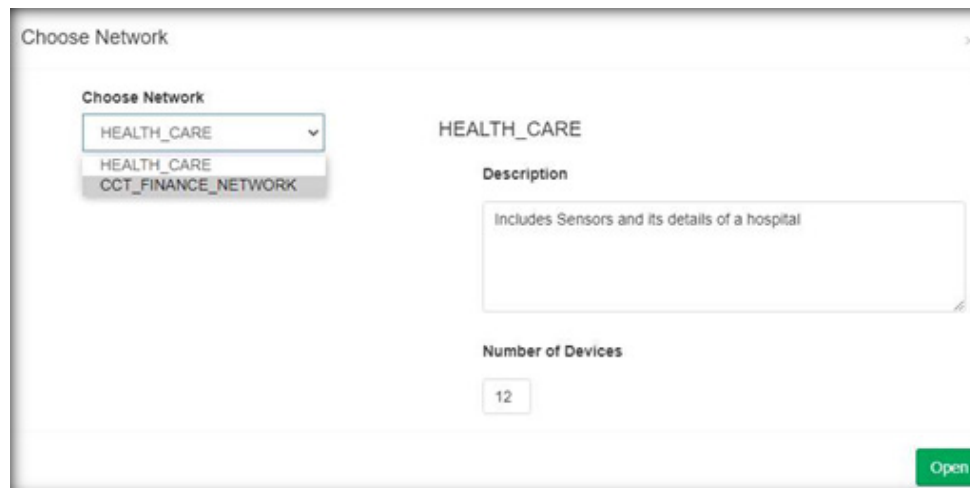 Choose Network
Choose Network
HEALTH_CARE
HEALTH_CARE
CCT_FINANCE_NETWORK
HEALTH_CARE
Description
Includes Sensors and its details of a hospital
Number of Devices
12
Open